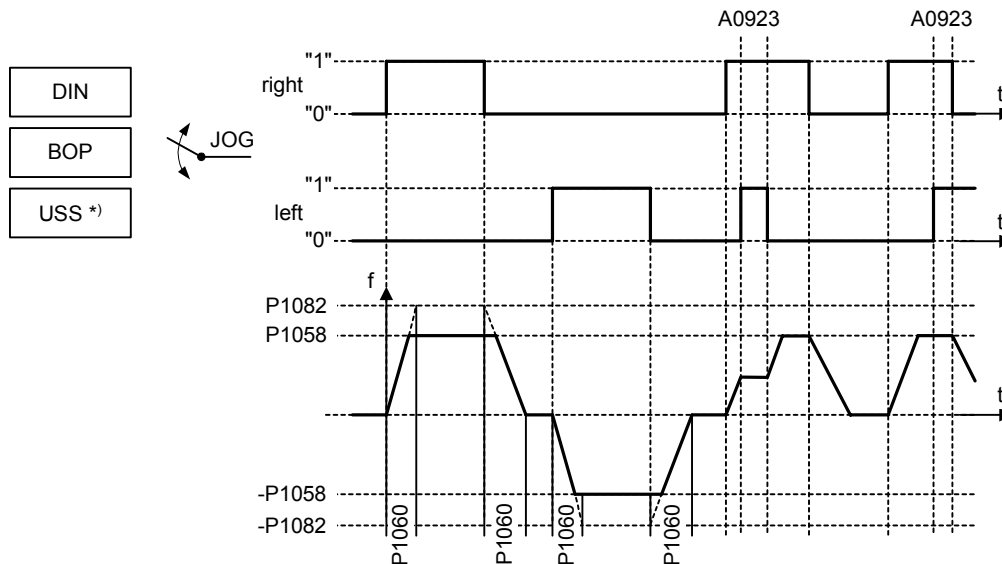 A0923 A0923
"1"
right
DIN
"0"
t
BOP
JOG
"1"
USS *)
left
"0"
t
f
P1082
P1058
t
-P1058
-P1082
P1060 P1060 P1060 P1060